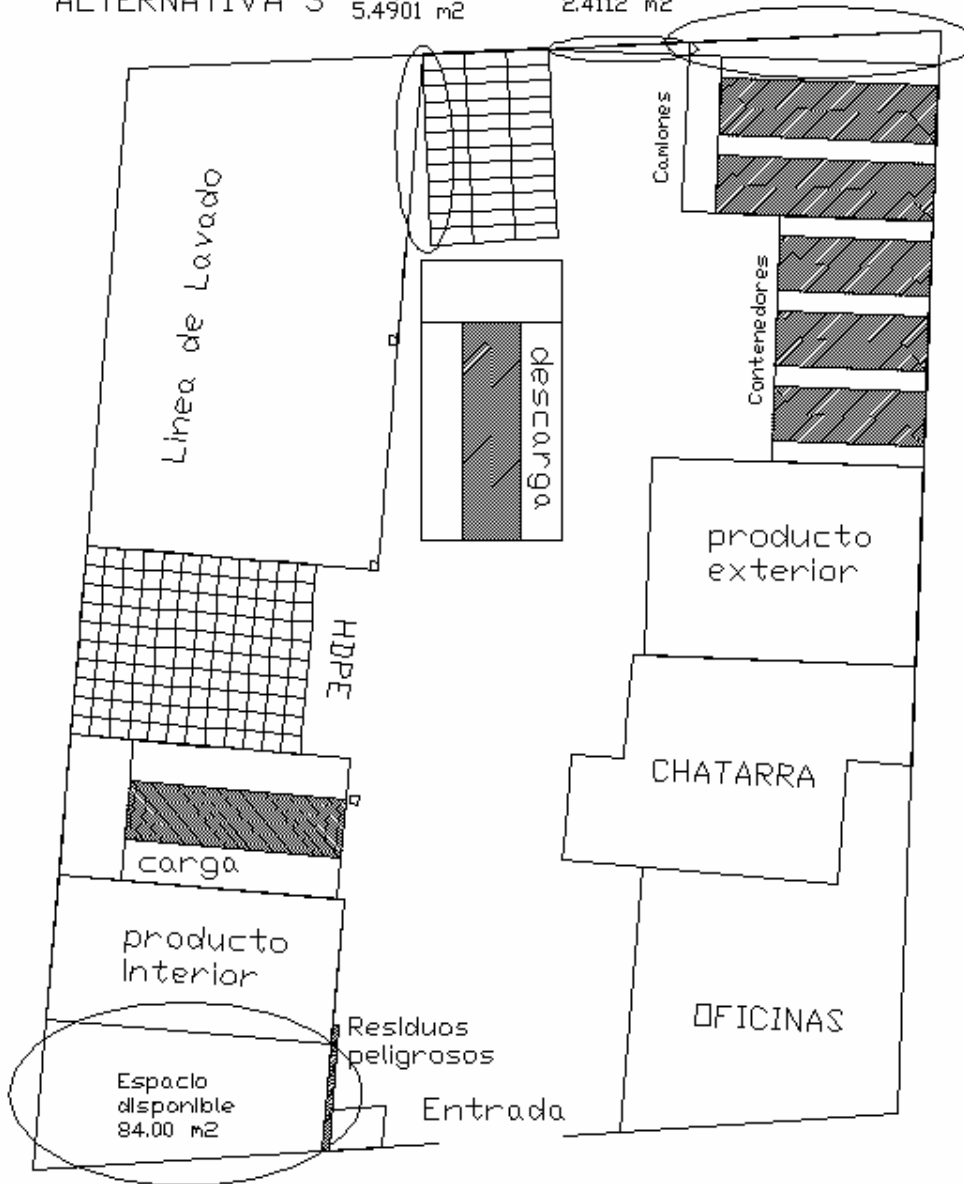 ALTERNATIVA 3
5.4901 m2
2.4112 m2
Camiones
Linea de Lavado
Contenedores
descarga
producto
exterior
HDPE
CHATARRA
carga
producto
Interior
OFICINAS
Residuos
peligrosos
Espacio
disponible
84.00 m2
Entrada